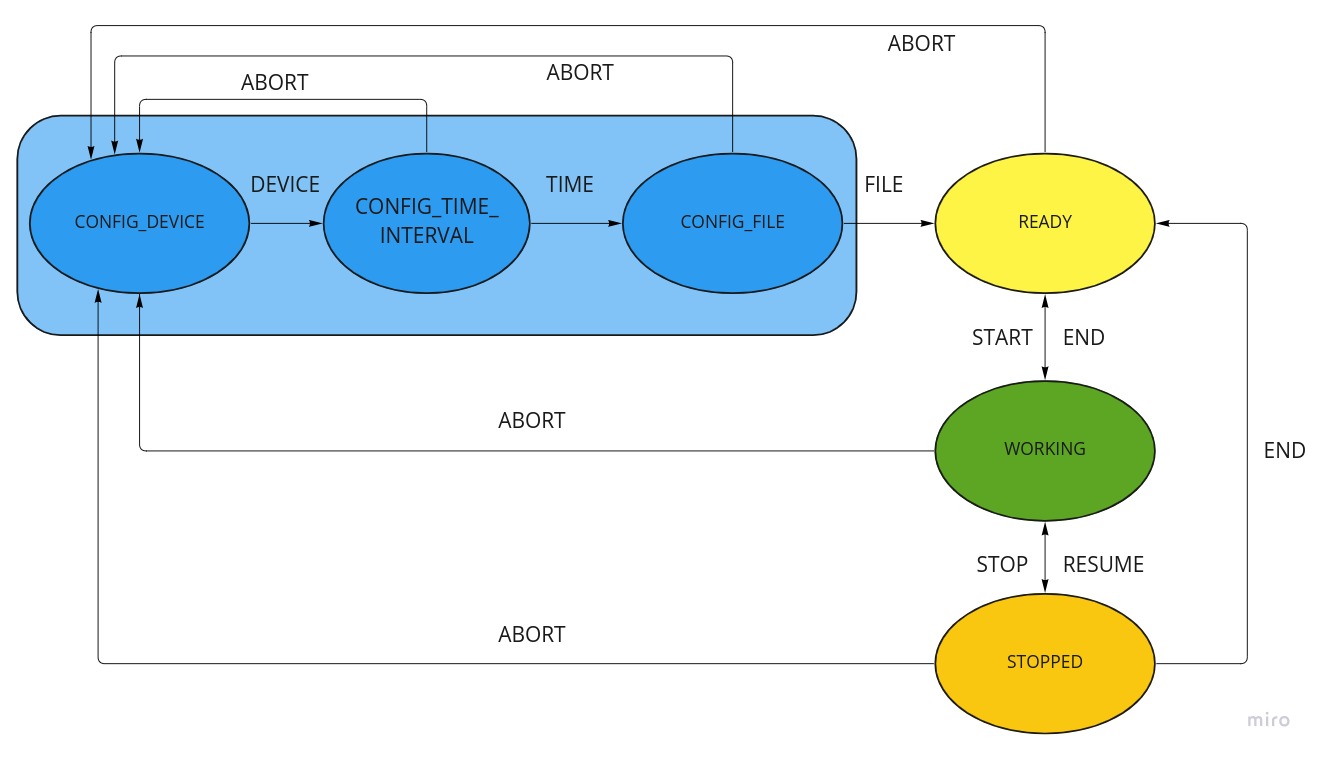 ABORT
ABORT
ABORT
DEVICE
TIME
FILE
CONFIG_DEVICE
CONFIG_TIME_
INTERVAL
CONFIG_FILE
READY
START
END
ABORT
WORKING
END
STOP
RESUME
ABORT
STOPPED
miro